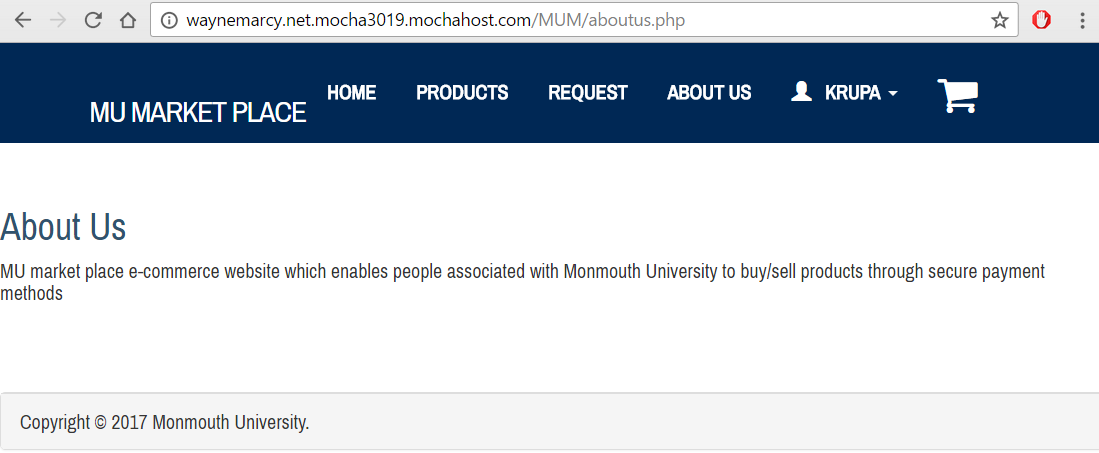 waynemarcy.net.mocha3019.mochahost.com/MUM/aboutus.php
MU MARKET PLACE
HOME
PRODUCTS
REQUEST
ABOUT US
KRUPA
About Us
MU market place e-commerce website which enables people associated with Monmouth University to buy/sell products through secure payment
methods
Copyright © 2017 Monmouth University.